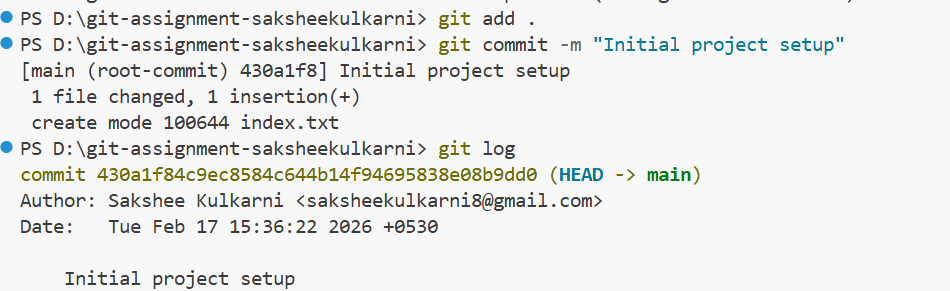 PS D:\git-assignment-saksheekulkarni> git add .
PS D:\git-assignment-saksheekulkarni> git commit -m "Initial project setup"
[main (root-commit) 430a1f8] Initial project setup
 1 file changed, 1 insertion(+)
 create mode 100644 index.txt
PS D:\git-assignment-saksheekulkarni> git log
commit 430a1f84c9ec8584c644b14f94695838e08b9dd0 (HEAD -> main)
Author: Sakshee Kulkarni <saksheekulkarni8@gmail.com>
Date:   Tue Feb 17 15:36:22 2026 +0530

    Initial project setup